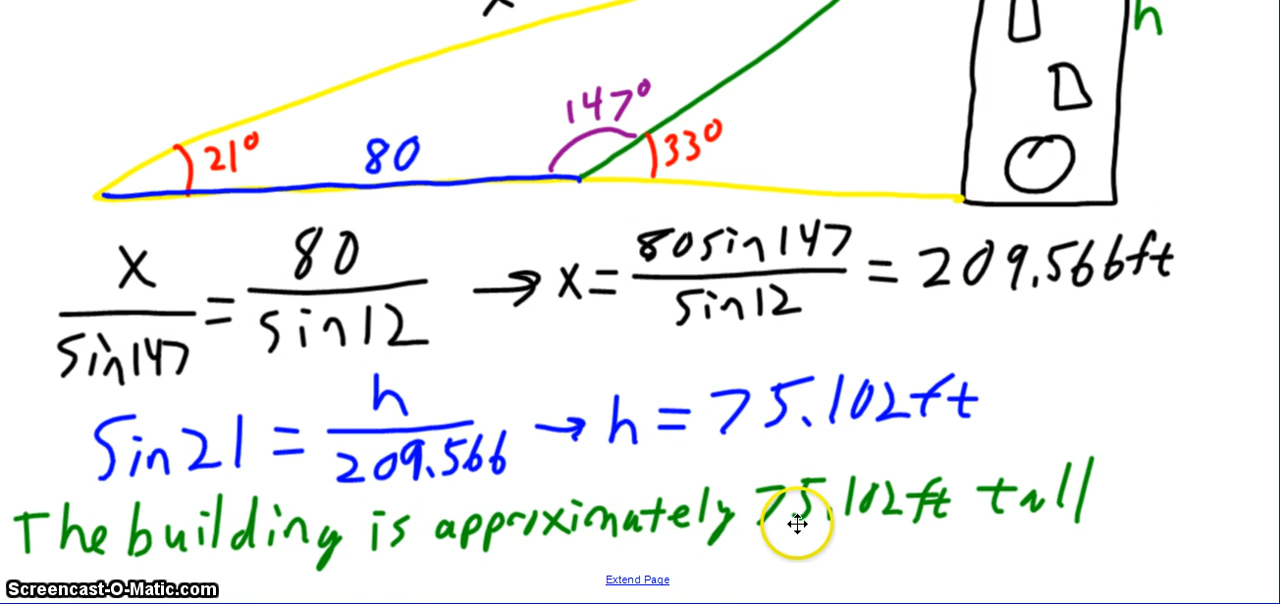 x
h
147°
21°
80
33°
x/sin147 = 80/sin12 → x = 80sin147/sin12 = 209.566ft
sin21 = h/209.566 → h = 75.102ft
The building is approximately 75.102ft tall
Extend Page
Screencast-O-Matic.com